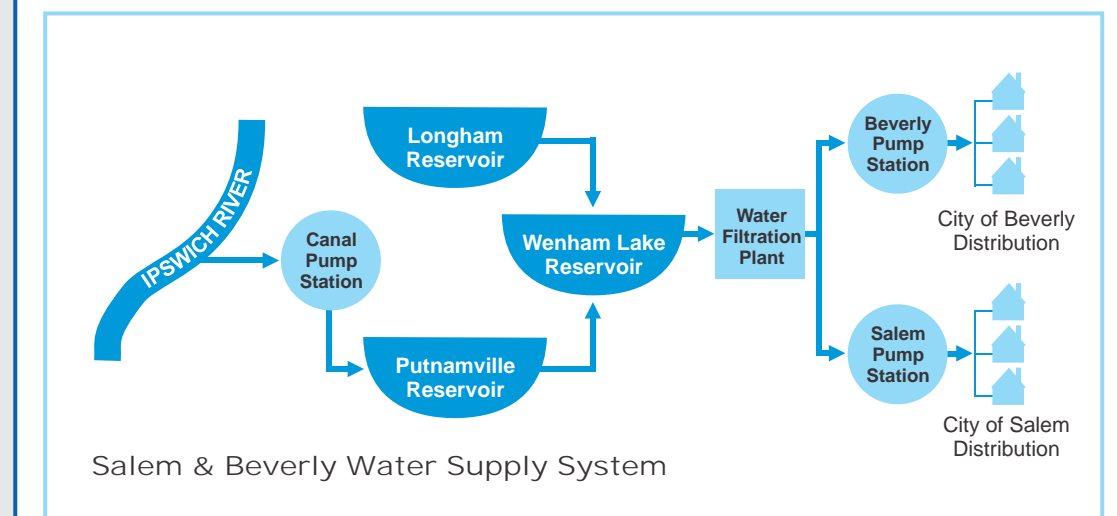 IPSWICH RIVER
Canal
Pump
Station
Longham
Reservoir
Putnamville
Reservoir
Wenham Lake
Reservoir
Water
Filtration
Plant
Beverly
Pump
Station
City of Beverly
Distribution
Salem
Pump
Station
City of Salem
Distribution
Salem & Beverly Water Supply System